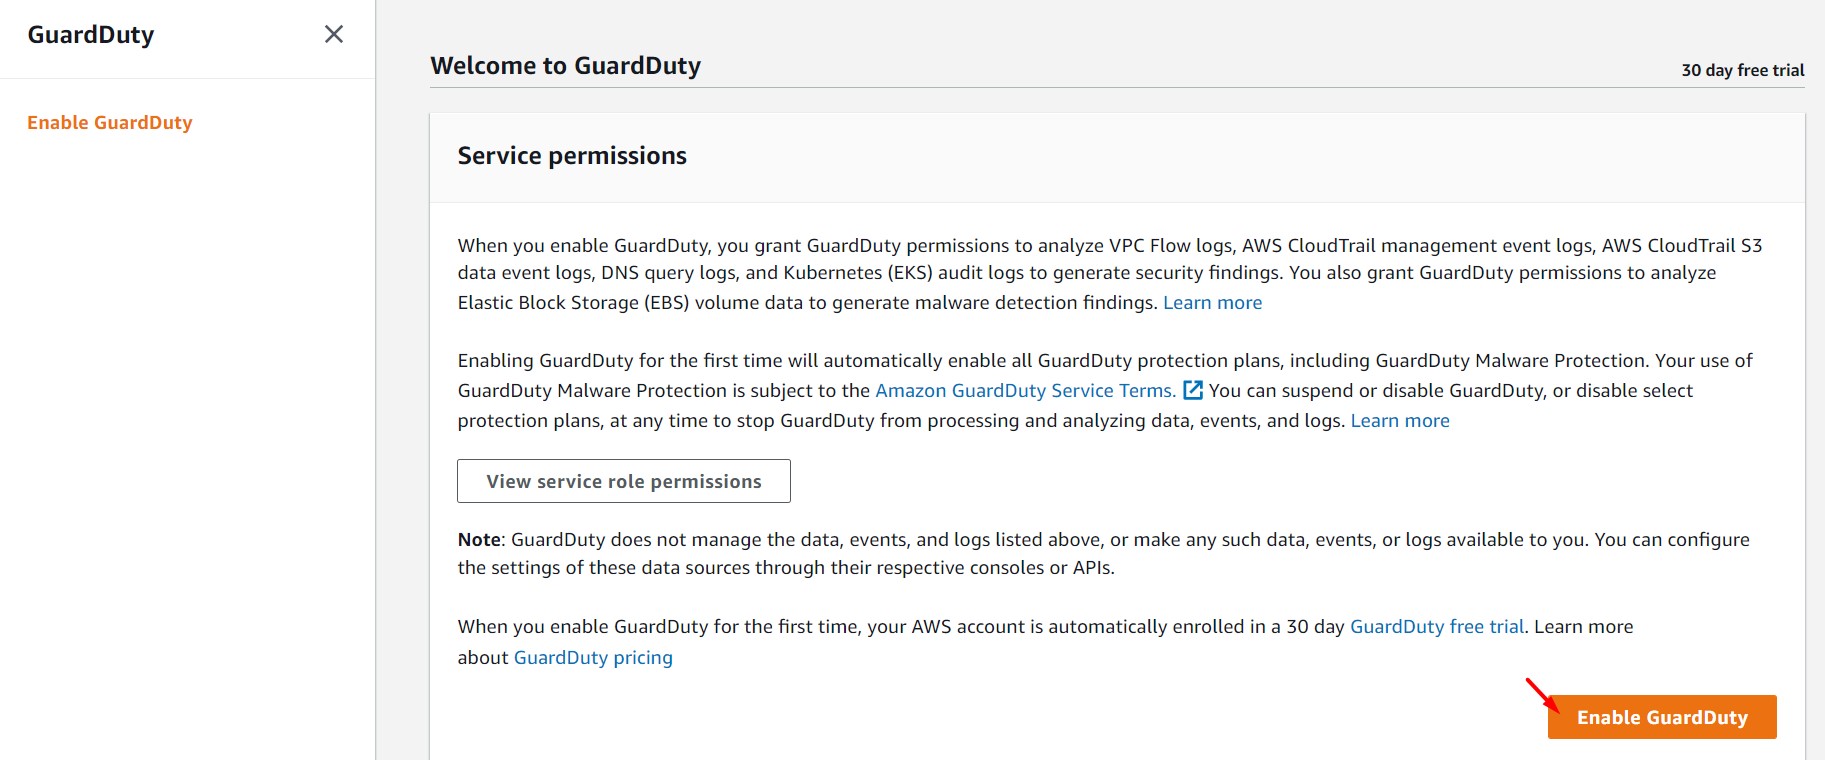 GuardDuty
Enable GuardDuty
Welcome to GuardDuty
30 day free trial
Service permissions
When you enable GuardDuty, you grant GuardDuty permissions to analyze VPC Flow logs, AWS CloudTrail management event logs, AWS CloudTrail S3
data event logs, DNS query logs, and Kubernetes (EKS) audit logs to generate security findings. You also grant GuardDuty permissions to analyze
Elastic Block Storage (EBS) volume data to generate malware detection findings. Learn more
Enabling GuardDuty for the first time will automatically enable all GuardDuty protection plans, including GuardDuty Malware Protection. Your use of
GuardDuty Malware Protection is subject to the Amazon GuardDuty Service Terms. You can suspend or disable GuardDuty, or disable select
protection plans, at any time to stop GuardDuty from processing and analyzing data, events, and logs. Learn more
View service role permissions
Note: GuardDuty does not manage the data, events, and logs listed above, or make any such data, events, or logs available to you. You can configure
the settings of these data sources through their respective consoles or APIs.
When you enable GuardDuty for the first time, your AWS account is automatically enrolled in a 30 day GuardDuty free trial. Learn more
about GuardDuty pricing
Enable GuardDuty